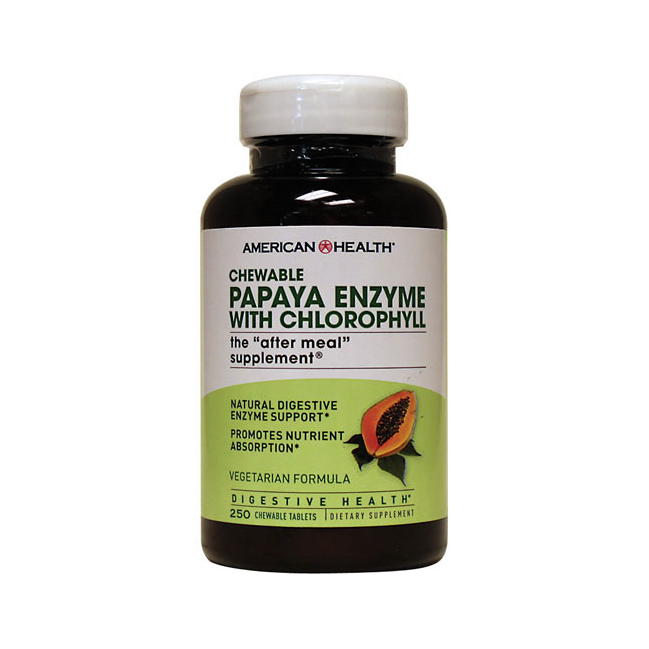 AMERICAN HEALTH®
CHEWABLE
PAPAYA ENZYME
WITH CHLOROPHYLL
the "after meal"
supplement®
NATURAL DIGESTIVE
ENZYME SUPPORT*
PROMOTES NUTRIENT
ABSORPTION*
VEGETARIAN FORMULA
DIGESTIVE HEALTH*
250 CHEWABLE TABLETS | DIETARY SUPPLEMENT